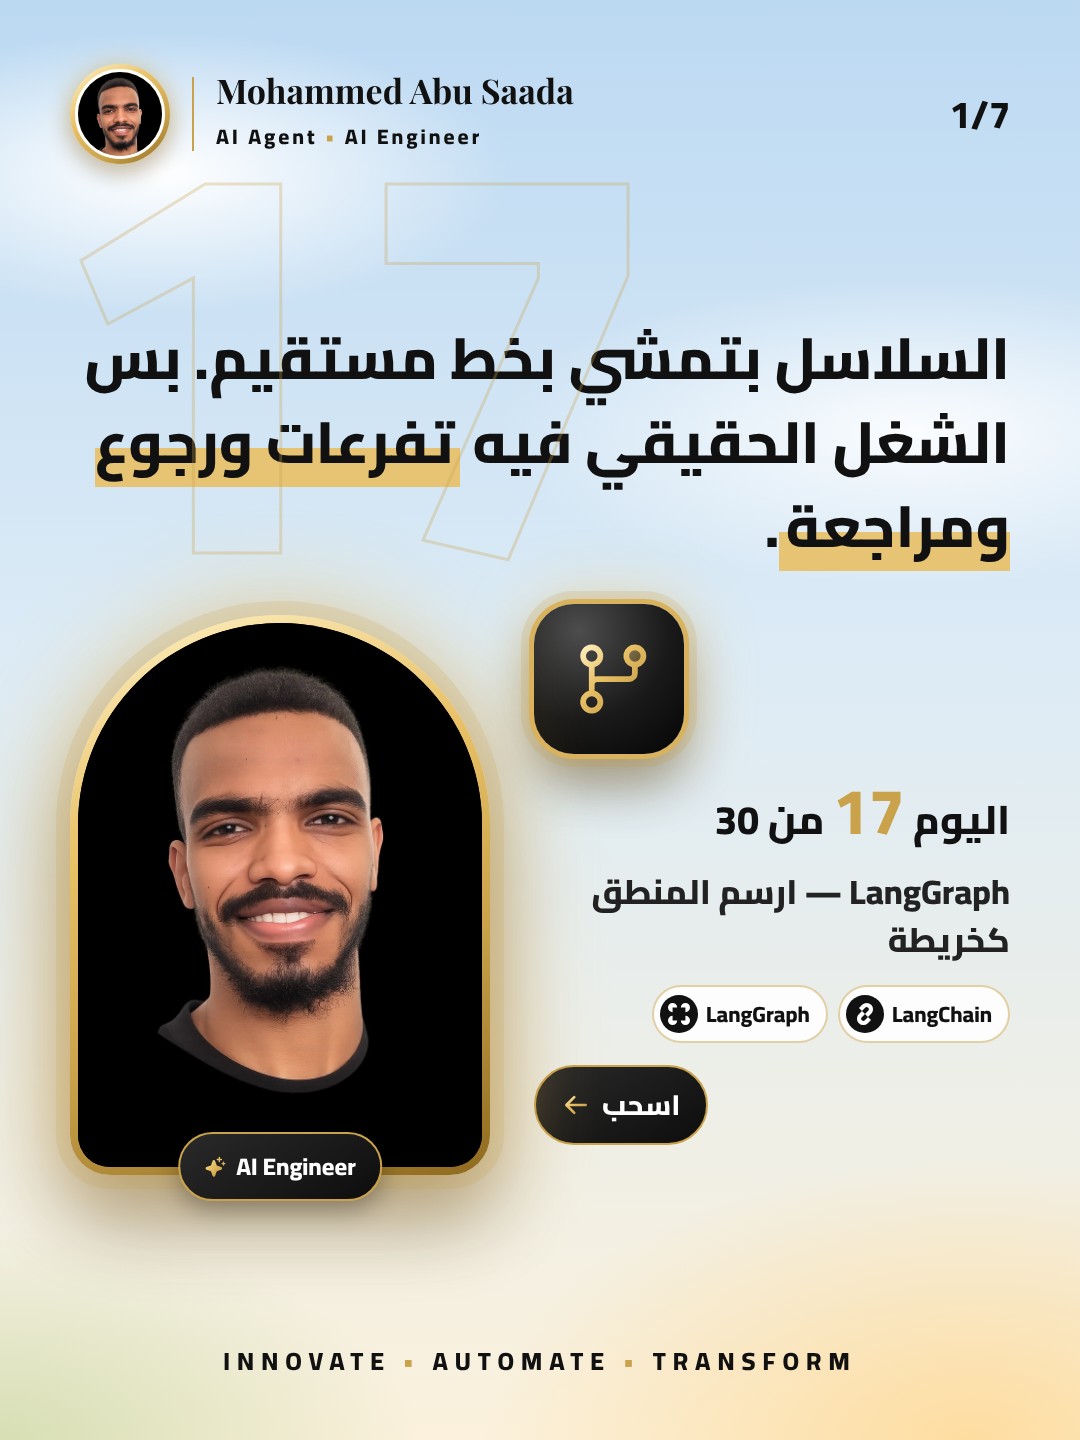 Mohammed Abu Saada
AI Agent ▪ AI Engineer
1/7
17
السلاسل بتمشي بخط مستقيم. بس
الشغل الحقيقي فيه تفرعات ورجوع
ومراجعة.
اليوم 17 من 30
LangGraph — ارسم المنطق
كخريطة
LangChain
LangGraph
اسحب ←
AI Engineer
INNOVATE ▪ AUTOMATE ▪ TRANSFORM